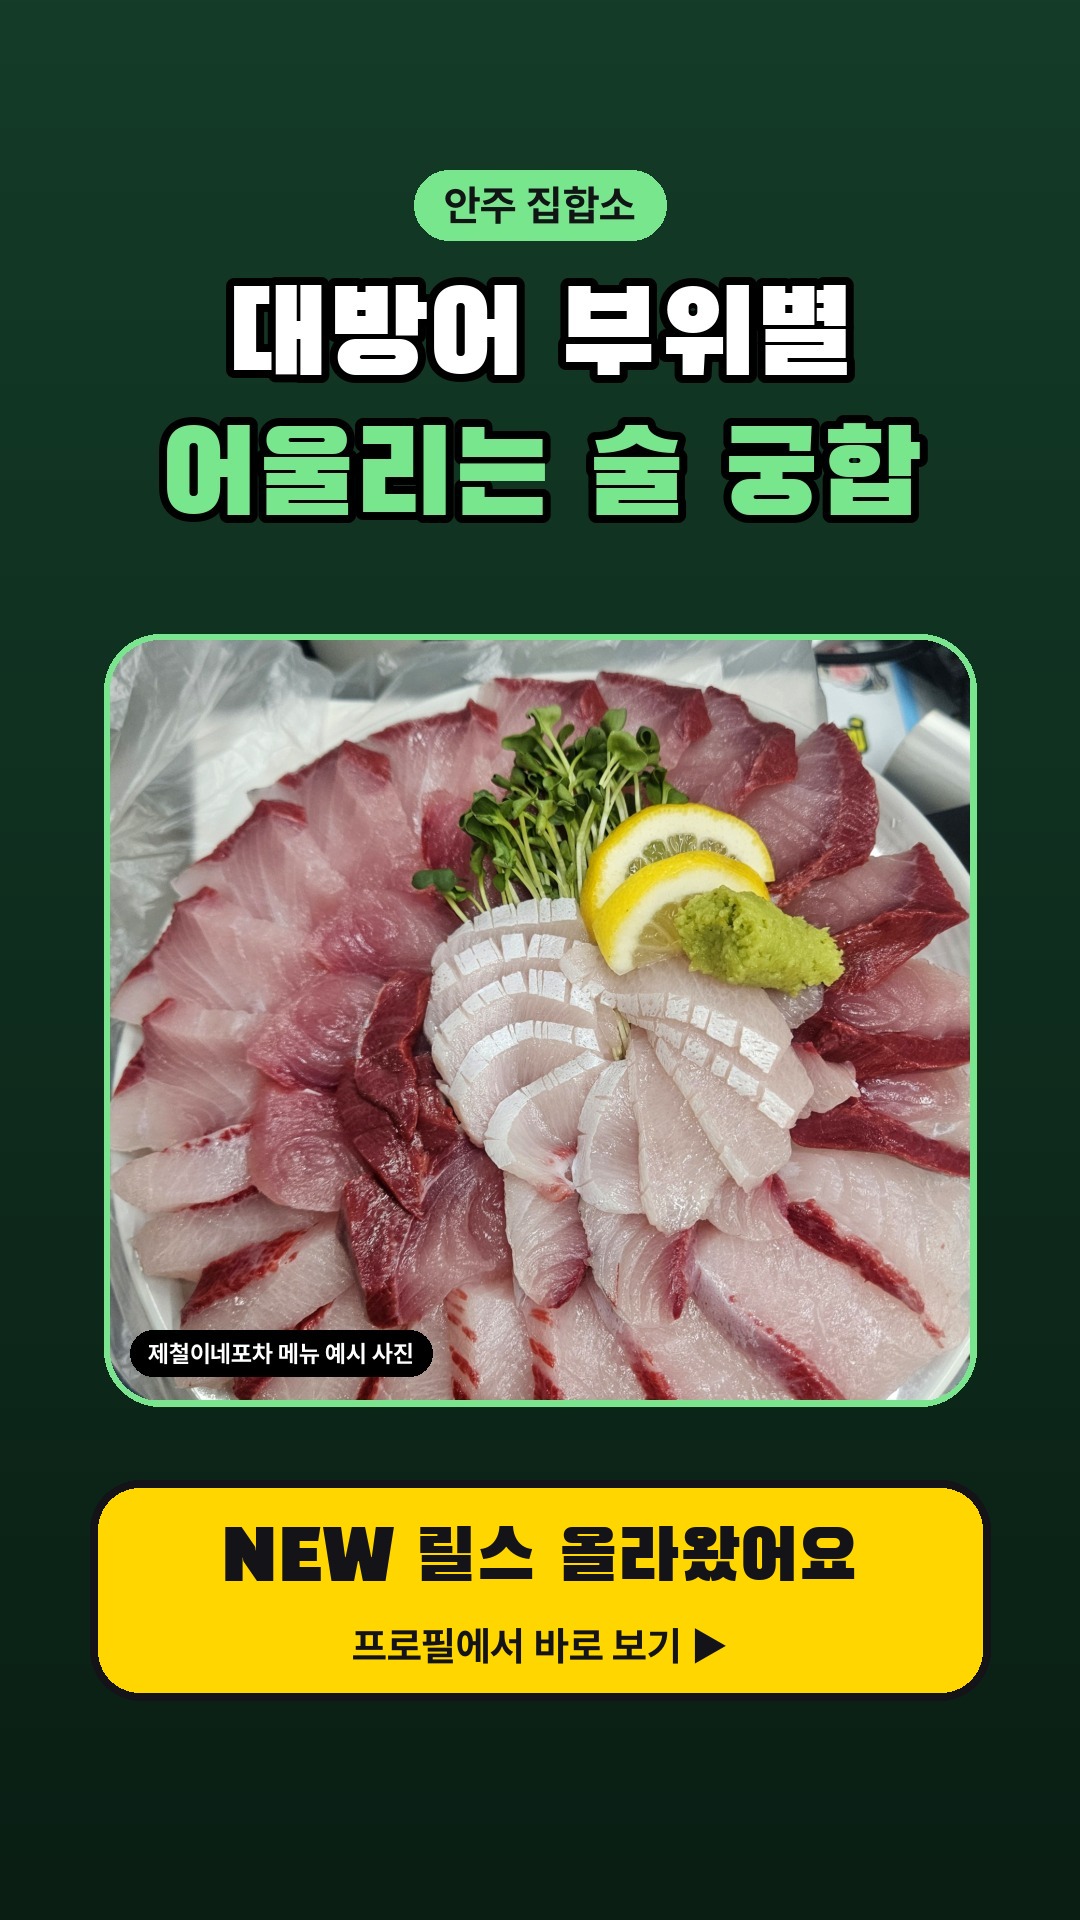 안주 집합소
대방어 부위별
어울리는 술 궁합
제철이네포차 메뉴 예시 사진
NEW 릴스 올라왔어요
프로필에서 바로 보기 ▶